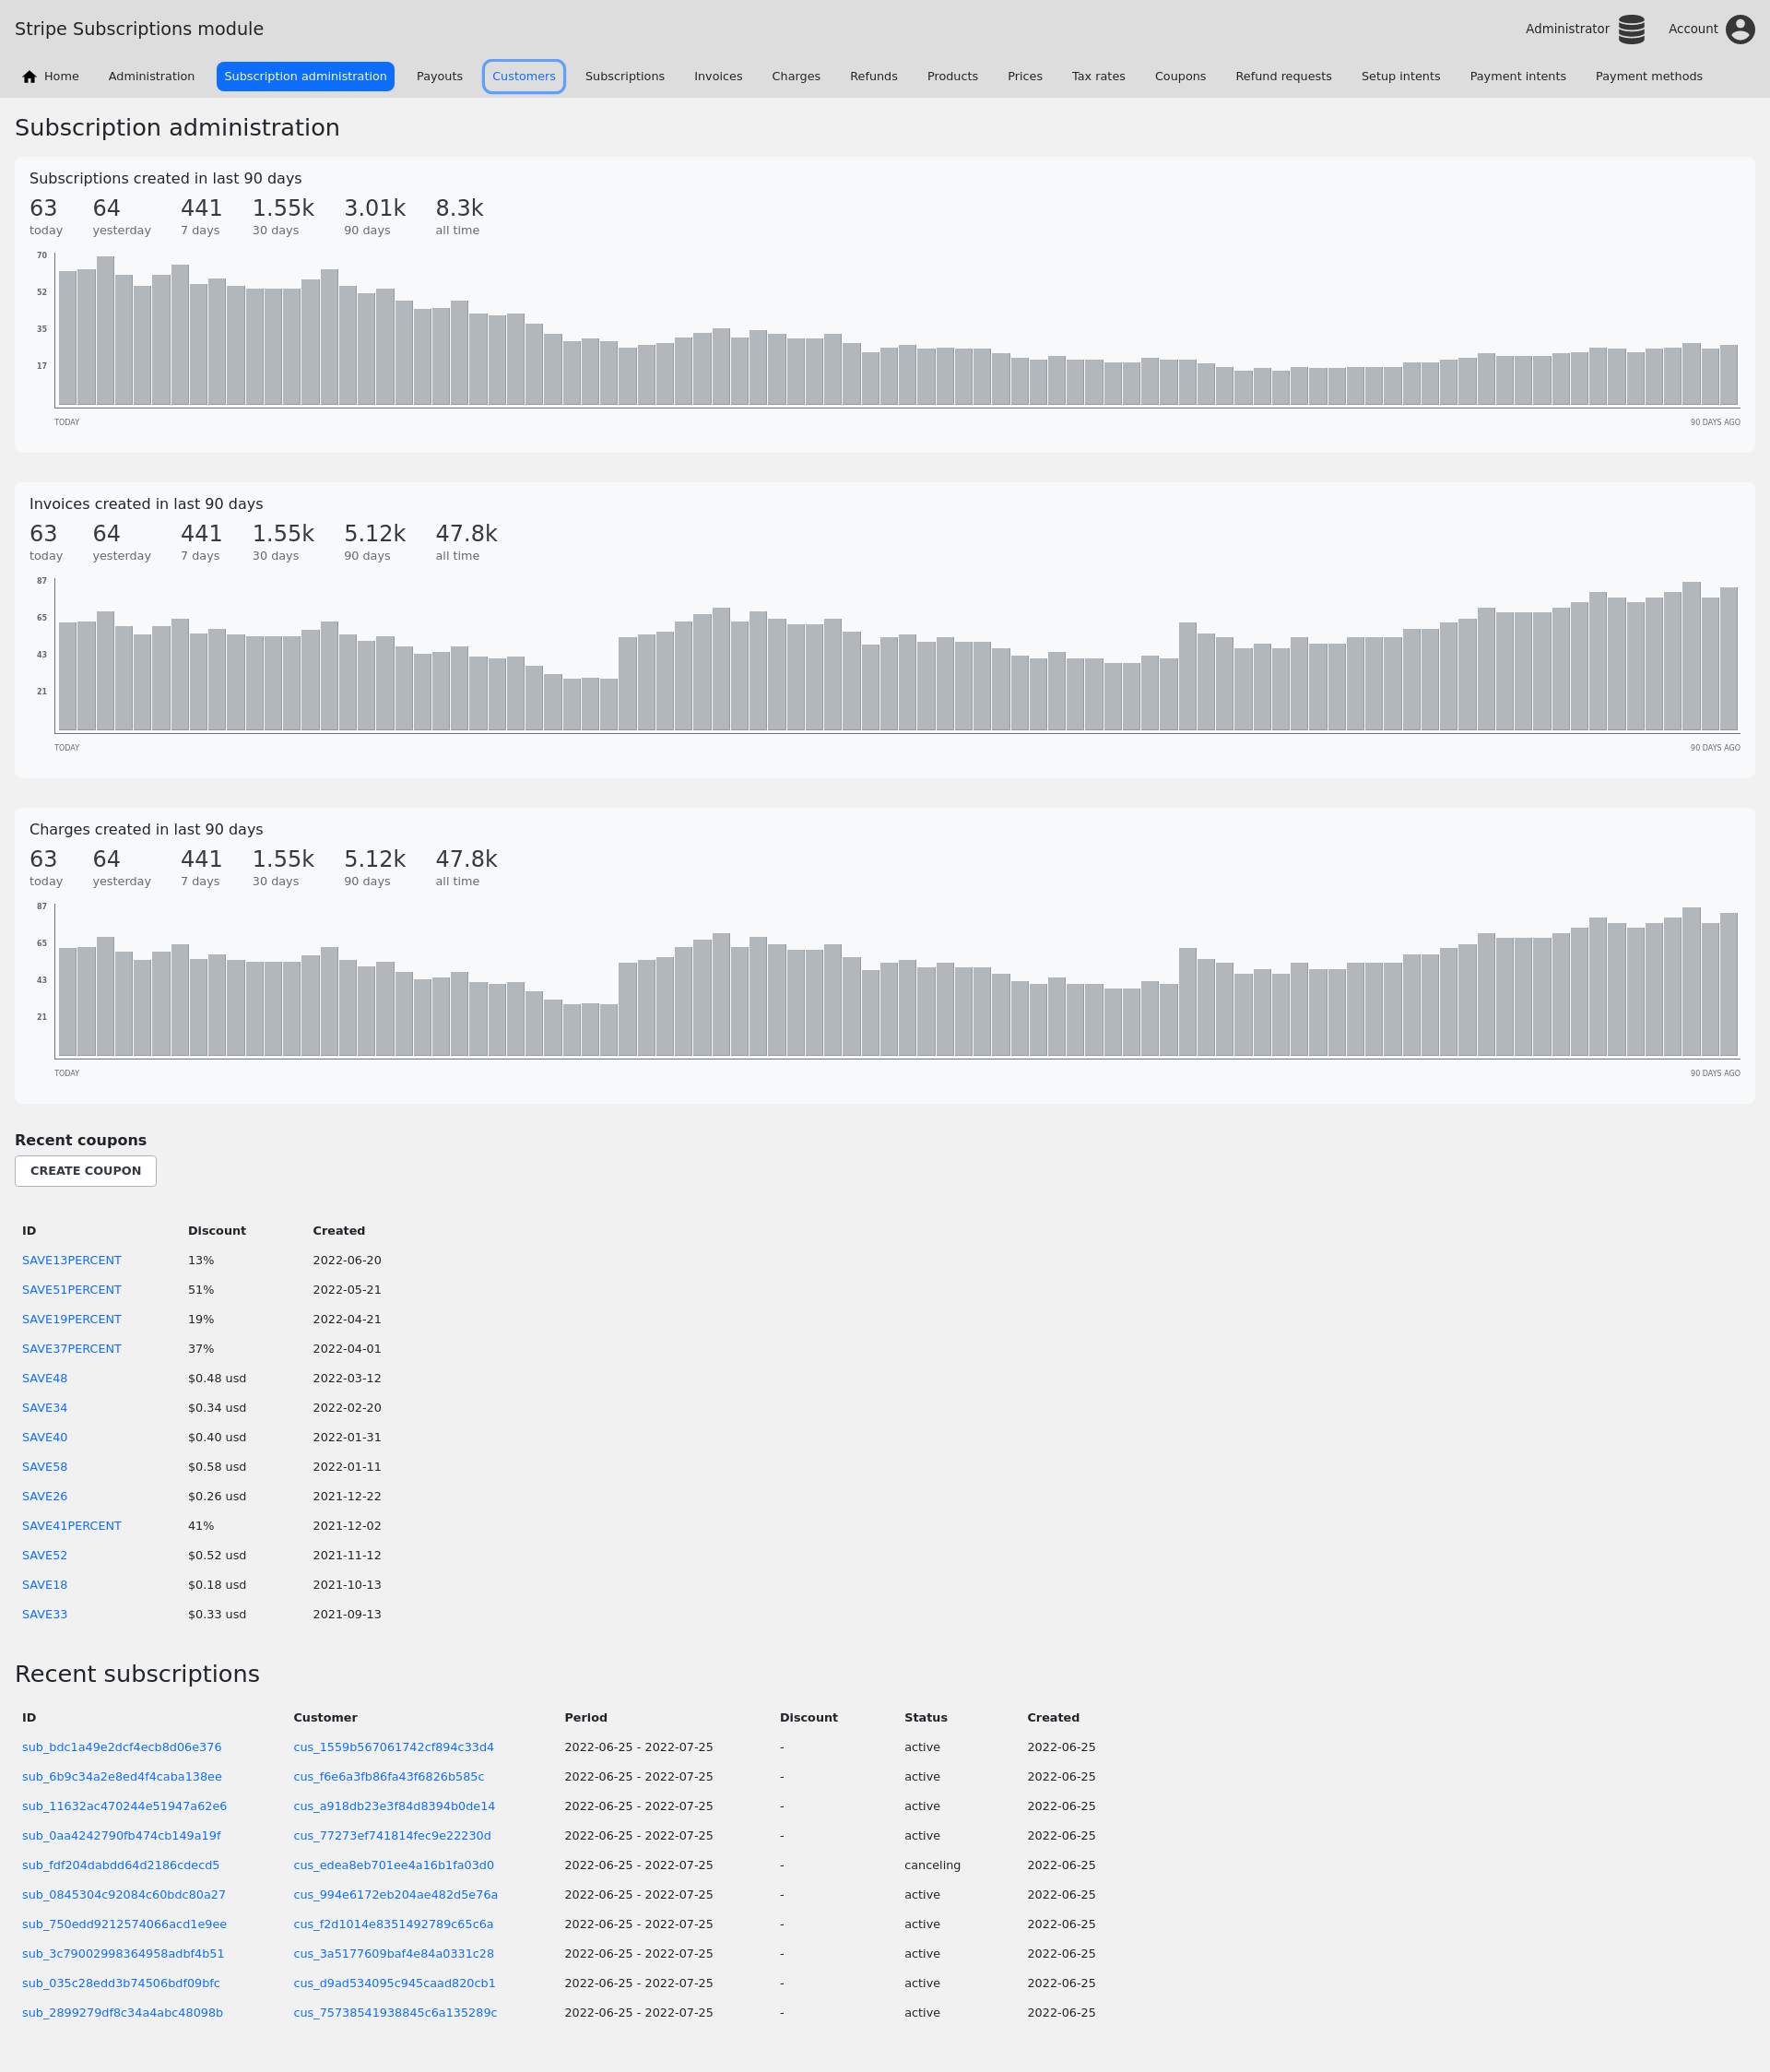 Stripe Subscriptions module
Administrator Account
Home Administration Subscription administration Payouts Customers Subscriptions Invoices Charges Refunds Products Prices Tax rates Coupons Refund requests Setup intents Payment intents Payment methods
Subscription administration
Subscriptions created in last 90 days
63 64 441 1.55k 3.01k 8.3k
today yesterday 7 days 30 days 90 days all time
70
52
35
17
TODAY 90 DAYS AGO
Invoices created in last 90 days
63 64 441 1.55k 5.12k 47.8k
today yesterday 7 days 30 days 90 days all time
87
65
43
21
TODAY 90 DAYS AGO
Charges created in last 90 days
63 64 441 1.55k 5.12k 47.8k
today yesterday 7 days 30 days 90 days all time
87
65
43
21
TODAY 90 DAYS AGO
Recent coupons
CREATE COUPON
ID Discount Created
SAVE13PERCENT 13% 2022-06-20
SAVE51PERCENT 51% 2022-05-21
SAVE19PERCENT 19% 2022-04-21
SAVE37PERCENT 37% 2022-04-01
SAVE48 $0.48 usd 2022-03-12
SAVE34 $0.34 usd 2022-02-20
SAVE40 $0.40 usd 2022-01-31
SAVE58 $0.58 usd 2022-01-11
SAVE26 $0.26 usd 2021-12-22
SAVE41PERCENT 41% 2021-12-02
SAVE52 $0.52 usd 2021-11-12
SAVE18 $0.18 usd 2021-10-13
SAVE33 $0.33 usd 2021-09-13
Recent subscriptions
ID Customer Period Discount Status Created
sub_bdc1a49e2dcf4ecb8d06e376 cus_1559b567061742cf894c33d4 2022-06-25 - 2022-07-25 - active 2022-06-25
sub_6b9c34a2e8ed4f4caba138ee cus_f6e6a3fb86fa43f6826b585c 2022-06-25 - 2022-07-25 - active 2022-06-25
sub_11632ac470244e51947a62e6 cus_a918db23e3f84d8394b0de14 2022-06-25 - 2022-07-25 - active 2022-06-25
sub_0aa4242790fb474cb149a19f cus_77273ef741814fec9e22230d 2022-06-25 - 2022-07-25 - active 2022-06-25
sub_fdf204dabdd64d2186cdecd5 cus_edea8eb701ee4a16b1fa03d0 2022-06-25 - 2022-07-25 - canceling 2022-06-25
sub_0845304c92084c60bdc80a27 cus_994e6172eb204ae482d5e76a 2022-06-25 - 2022-07-25 - active 2022-06-25
sub_750edd9212574066acd1e9ee cus_f2d1014e8351492789c65c6a 2022-06-25 - 2022-07-25 - active 2022-06-25
sub_3c79002998364958adbf4b51 cus_3a5177609baf4e84a0331c28 2022-06-25 - 2022-07-25 - active 2022-06-25
sub_035c28edd3b74506bdf09bfc cus_d9ad534095c945caad820cb1 2022-06-25 - 2022-07-25 - active 2022-06-25
sub_2899279df8c34a4abc48098b cus_75738541938845c6a135289c 2022-06-25 - 2022-07-25 - active 2022-06-25